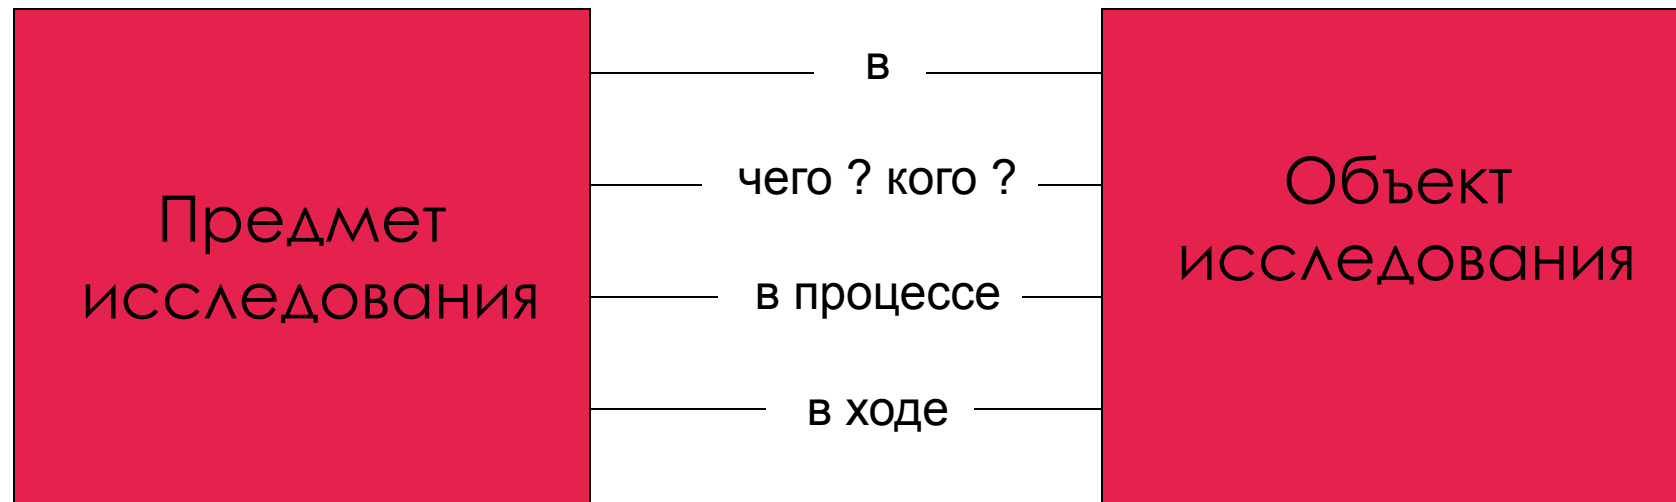 Предмет
исследования
в
чего ? кого ?
в процессе
в ходе
Объект
исследования